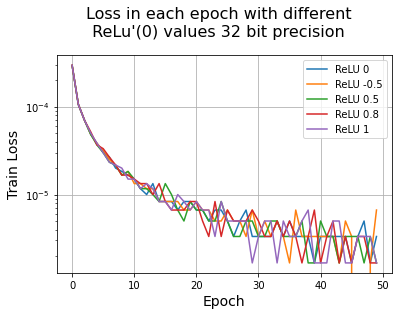 Loss in each epoch with different
ReLu'(0) values 32 bit precision
ReLU 0
ReLU -0.5
ReLU 0.5
ReLU 0.8
ReLU 1
Train Loss
10⁻⁴
10⁻⁵
0 10 20 30 40 50
Epoch